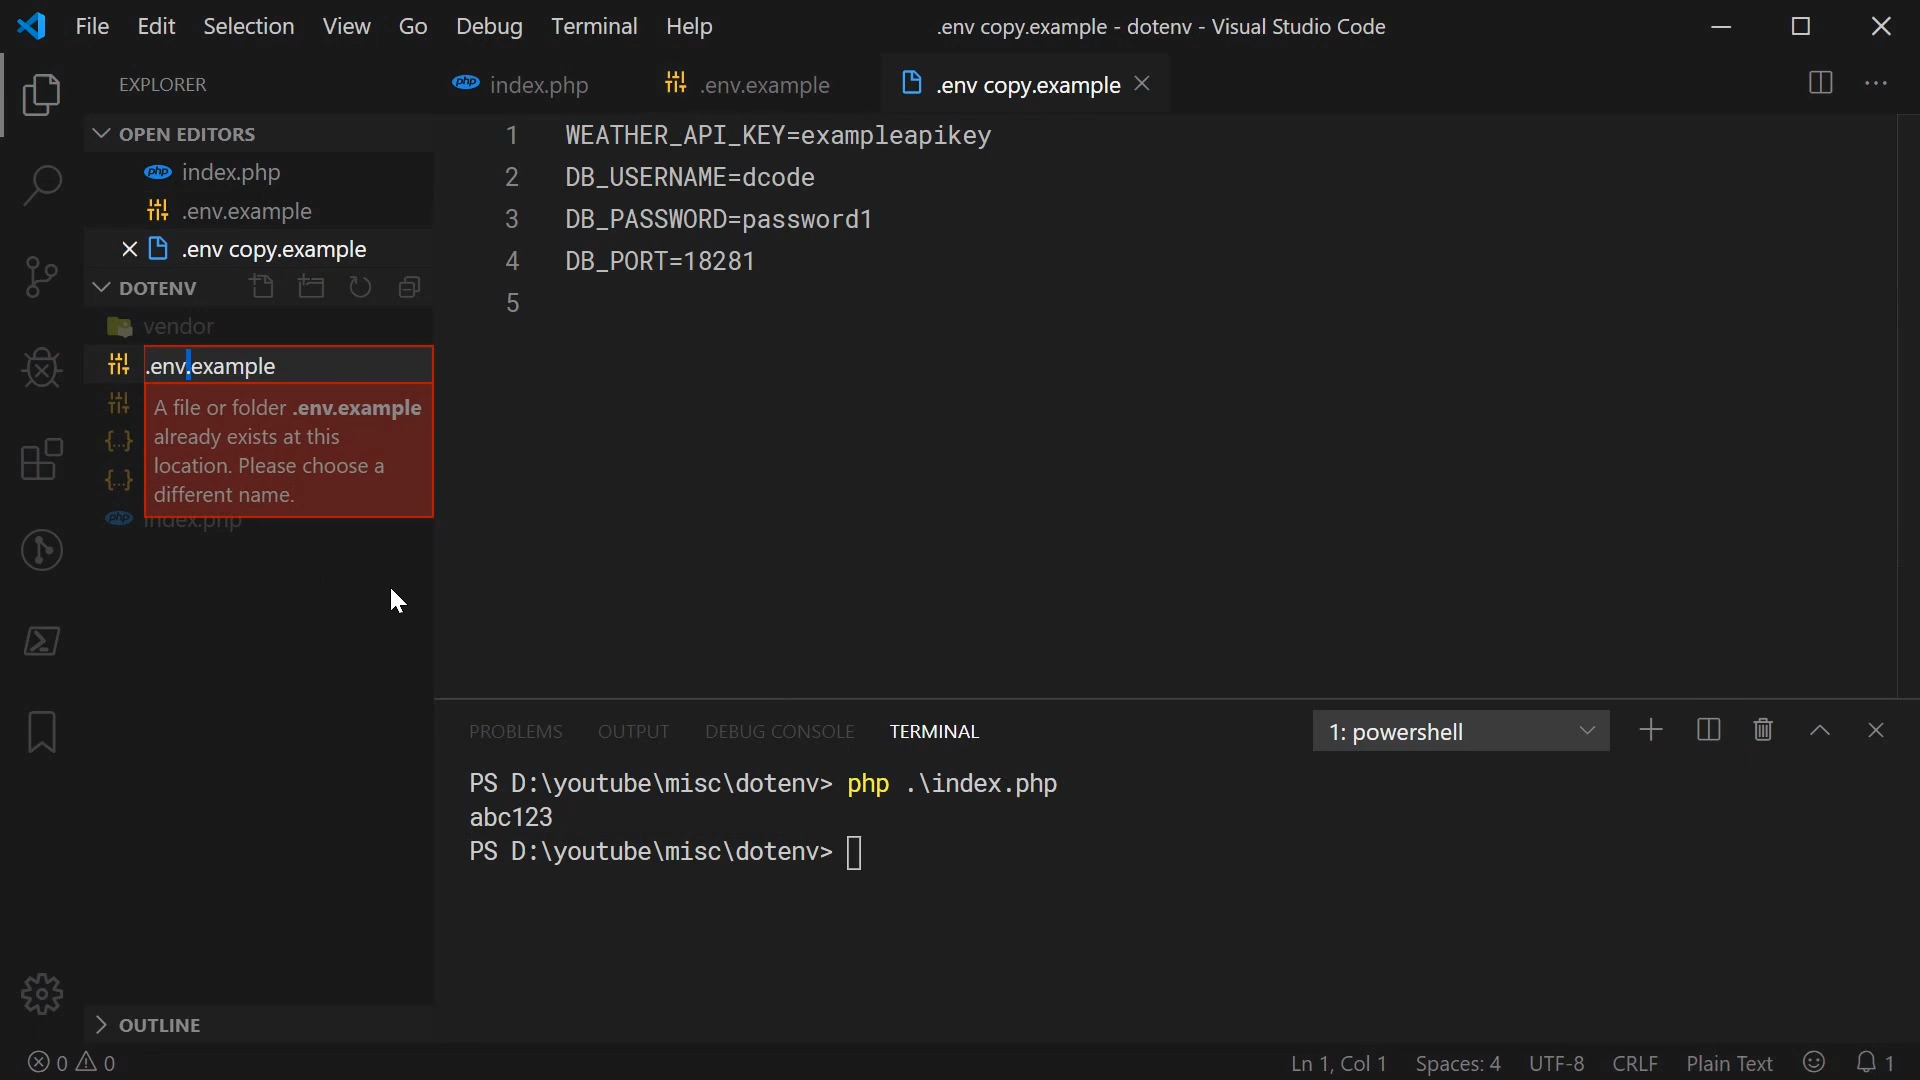 File Edit Selection View Go Debug Terminal Help
.env copy.example - dotenv - Visual Studio Code
EXPLORER
index.php
.env.example
.env copy.example
OPEN EDITORS
index.php
.env.example
.env copy.example
DOTENV
vendor
.env.example
A file or folder .env.example
already exists at this
location. Please choose a
different name.
index.php
OUTLINE
1 WEATHER_API_KEY=exampleapikey
2 DB_USERNAME=dcode
3 DB_PASSWORD=password1
4 DB_PORT=18281
5
PROBLEMS OUTPUT DEBUG CONSOLE TERMINAL
1: powershell
PS D:\youtube\misc\dotenv> php .\index.php
abc123
PS D:\youtube\misc\dotenv>
0 0
Ln 1, Col 1 Spaces: 4 UTF-8 CRLF Plain Text 1